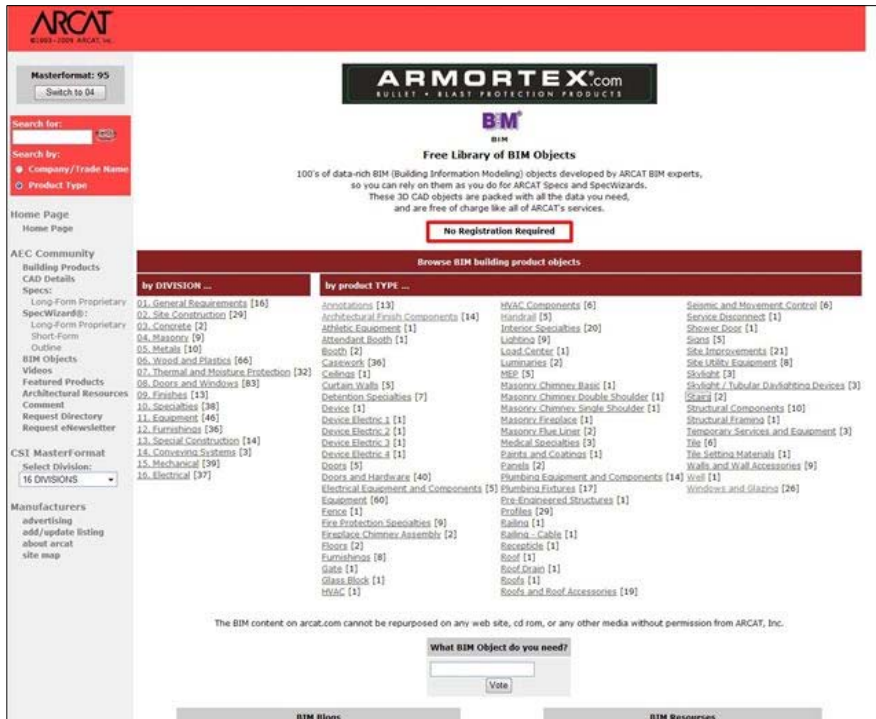 ARCAT
©1993-2009 ARCAT, Inc.
Masterformat: 95
Switch to 04
Search for:
Search by:
Company/Trade Name
Product Type
Home Page
Home Page
AEC Community
Building Products
CAD Details
Specs:
Long-Form Proprietary
SpecWizard®:
Long-Form Proprietary
Short-Form
Outline
BIM Objects
Videos
Featured Products
Architectural Resources
Comment
Request Directory
Request eNewsletter
CSI MasterFormat
Select Division:
16 DIVISIONS
Manufacturers
advertising
add/update listing
about arcat
site map
ARMORTEX.com
BULLET • BLAST PROTECTION PRODUCTS
BIM
BIM
Free Library of BIM Objects
100's of data-rich BIM (Building Information Modeling) objects developed by ARCAT BIM experts,
so you can rely on them as you do for ARCAT Specs and SpecWizards.
These 3D CAD objects are packed with all the data you need,
and are free of charge like all of ARCAT's services.
No Registration Required
Browse BIM building product objects
by DIVISION ...
01. General Requirements [16]
02. Site Construction [29]
03. Concrete [2]
04. Masonry [9]
05. Metals [10]
06. Wood and Plastics [66]
07. Thermal and Moisture Protection [32]
08. Doors and Windows [83]
09. Finishes [13]
10. Specialties [38]
11. Equipment [46]
12. Furnishings [36]
13. Special Construction [14]
14. Conveying Systems [3]
15. Mechanical [39]
16. Electrical [37]
by product TYPE ...
Annotations [13]
Architectural Finish Components [14]
Athletic Equipment [1]
Attendant Booth [1]
Booth [2]
Casework [36]
Ceilings [1]
Curtain Walls [5]
Detention Specialties [7]
Device [1]
Device Electric 1 [1]
Device Electric 2 [1]
Device Electric 3 [1]
Device Electric 4 [1]
Doors [5]
Doors and Hardware [40]
Electrical Equipment and Components [5]
Equipment [60]
Fence [1]
Fire Protection Specialties [9]
Fireplace Chimney Assembly [2]
Floors [2]
Furnishings [8]
Gate [1]
Glass Block [1]
HVAC [1]
HVAC Components [6]
Handrail [5]
Interior Specialties [20]
Lighting [9]
Load Center [1]
Luminaries [2]
MEP [5]
Masonry Chimney Basic [1]
Masonry Chimney Double Shoulder [1]
Masonry Chimney Single Shoulder [1]
Masonry Fireplace [1]
Masonry Flue Liner [2]
Medical Specialties [3]
Paints and Coatings [1]
Panels [2]
Plumbing Equipment and Components [14]
Plumbing Fixtures [17]
Pre-Engineered Structures [1]
Profiles [29]
Railing [1]
Railing - Cable [1]
Recepticle [1]
Roof [1]
Roof Drain [1]
Roofs [1]
Roofs and Roof Accessories [19]
Seismic and Movement Control [6]
Service Disconnect [1]
Shower Door [1]
Signs [5]
Site Improvements [21]
Site Utility Equipment [8]
Skylight [3]
Skylight / Tubular Daylighting Devices [3]
Stairs [2]
Structural Components [10]
Structural Framing [1]
Temporary Services and Equipment [3]
Tile [6]
Tile Setting Materials [1]
Walls and Wall Accessories [9]
Well [1]
Windows and Glazing [26]
The BIM content on arcat.com cannot be repurposed on any web site, cd rom, or any other media without permission from ARCAT, Inc.
What BIM Object do you need?
Vote
BIM Blogs
BIM Resourses